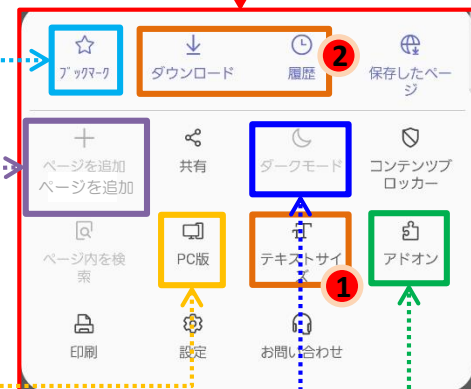 ﾌﾞｯｸﾏｰｸ
ダウンロード
履歴
2
保存したペー
ジ
ページを追加
ページを追加
共有
ダークモード
コンテンツブ
ロッカー
ページ内を検
索
PC版
テキストサイ
ズ
1
アドオン
印刷
設定
お問い合わせ